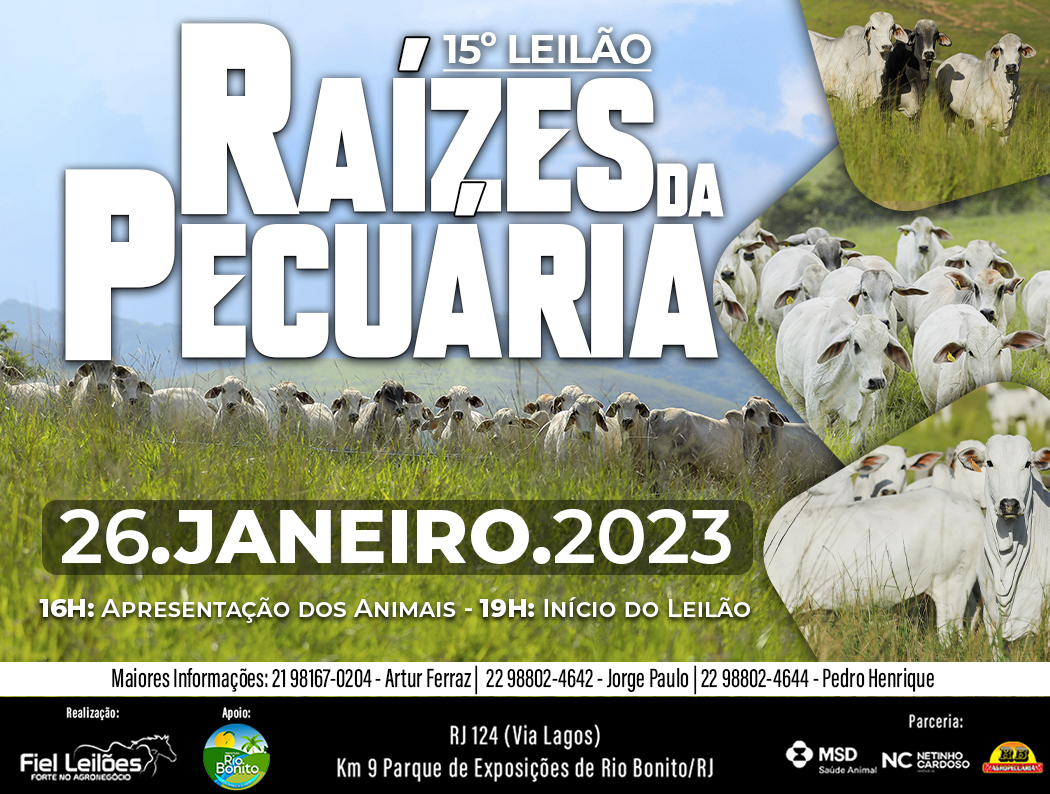 15º LEILÃO
RAÍZES DA
PECUÁRIA
26.JANEIRO.2023
16H: APRESENTAÇÃO DOS ANIMAIS - 19H: INÍCIO DO LEILÃO
Maiores Informações: 21 98167-0204 - Artur Ferraz | 22 98802-4642 - Jorge Paulo | 22 98802-4644 - Pedro Henrique
Realização:
Fiel Leilões
FORTE NO AGRONEGÓCIO
Apoio:
Rio
Bonito
RJ 124 (Via Lagos)
Km 9 Parque de Exposições de Rio Bonito/RJ
Parceria:
MSD
Saúde Animal
NC NETINHO
CARDOSO
RB
AGROPECUÁRIA